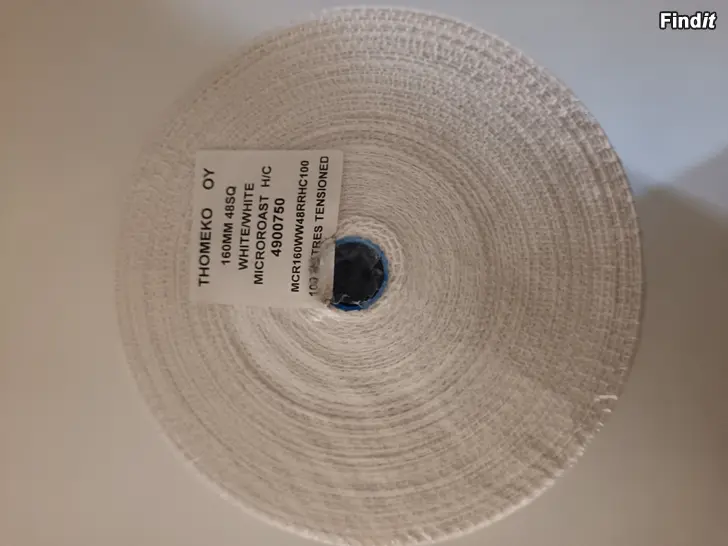 Findit
THOMEKO OY
160MM 48SQ
WHITE/WHITE
MICROROAST H/C
4900750
MCR160WW48RRHC100
TRES TENSIONED